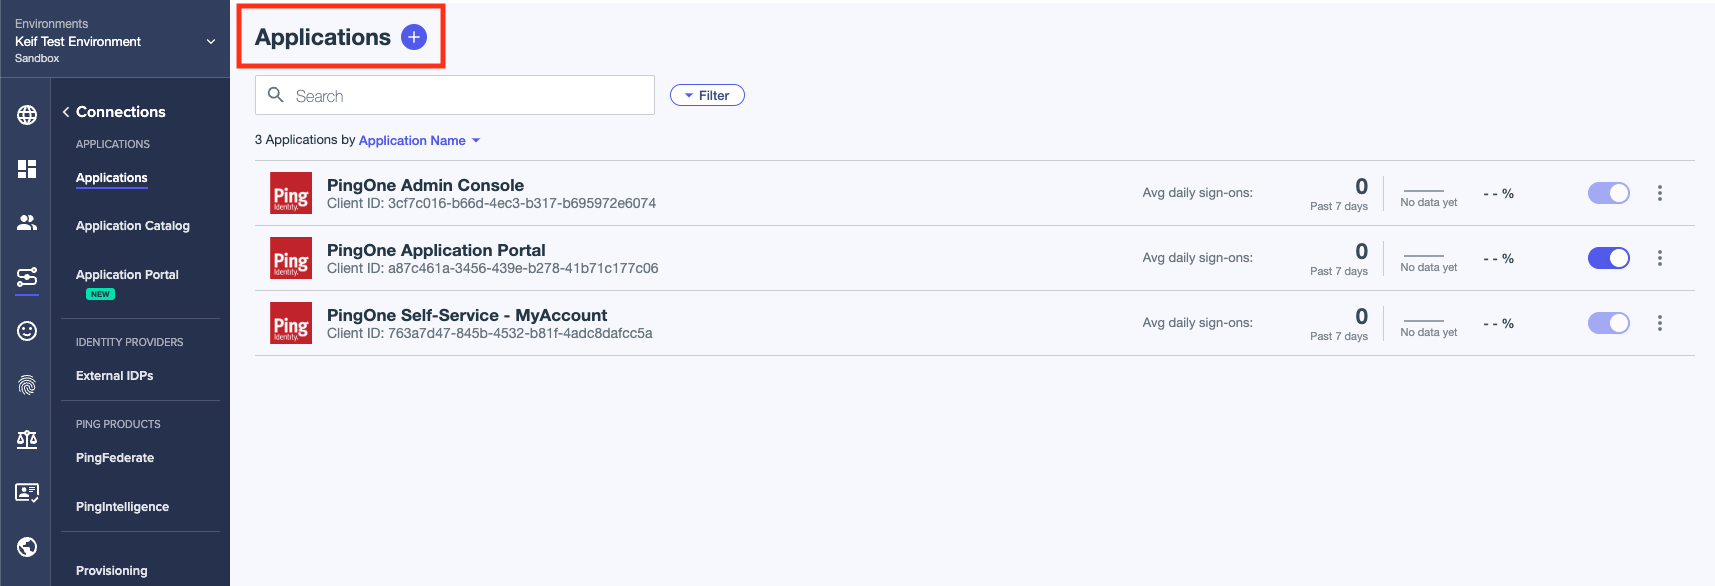 Environments
Keif Test Environment
Sandbox
Connections
APPLICATIONS
Applications
Application Catalog
Application Portal
NEW
IDENTITY PROVIDERS
External IDPs
PING PRODUCTS
PingFederate
PingIntelligence
Provisioning
Applications
Search
Filter
3 Applications by Application Name
Ping
Identity.
PingOne Admin Console
Client ID: 3cf7c016-b66d-4ec3-b317-b695972e6074
Avg daily sign-ons:
0
Past 7 days
No data yet
- - %
Ping
Identity.
PingOne Application Portal
Client ID: a87c461a-3456-439e-b278-41b71c177c06
Avg daily sign-ons:
0
Past 7 days
No data yet
- - %
Ping
Identity.
PingOne Self-Service - MyAccount
Client ID: 763a7d47-845b-4532-b81f-4adc8dafcc5a
Avg daily sign-ons:
0
Past 7 days
No data yet
- - %